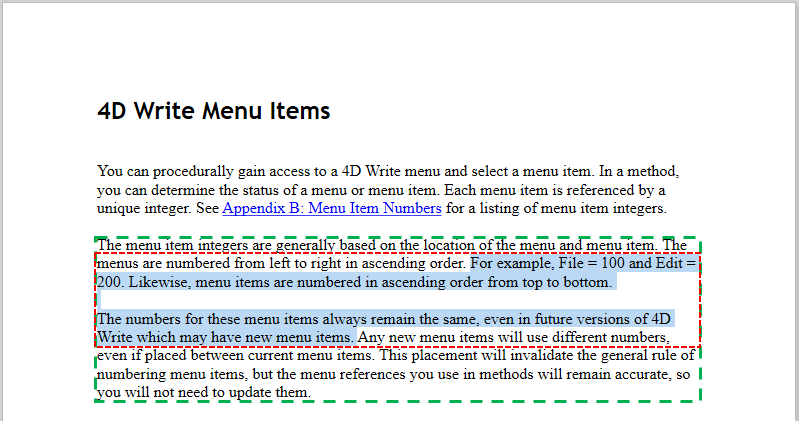 4D Write Menu Items
You can procedurally gain access to a 4D Write menu and select a menu item. In a method,
you can determine the status of a menu or menu item. Each menu item is referenced by a
unique integer. See Appendix B: Menu Item Numbers for a listing of menu item integers.
The menu item integers are generally based on the location of the menu and menu item. The
menus are numbered from left to right in ascending order. For example, File = 100 and Edit =
200. Likewise, menu items are numbered in ascending order from top to bottom.
The numbers for these menu items always remain the same, even in future versions of 4D
Write which may have new menu items. Any new menu items will use different numbers,
even if placed between current menu items. This placement will invalidate the general rule of
numbering menu items, but the menu references you use in methods will remain accurate, so
you will not need to update them.